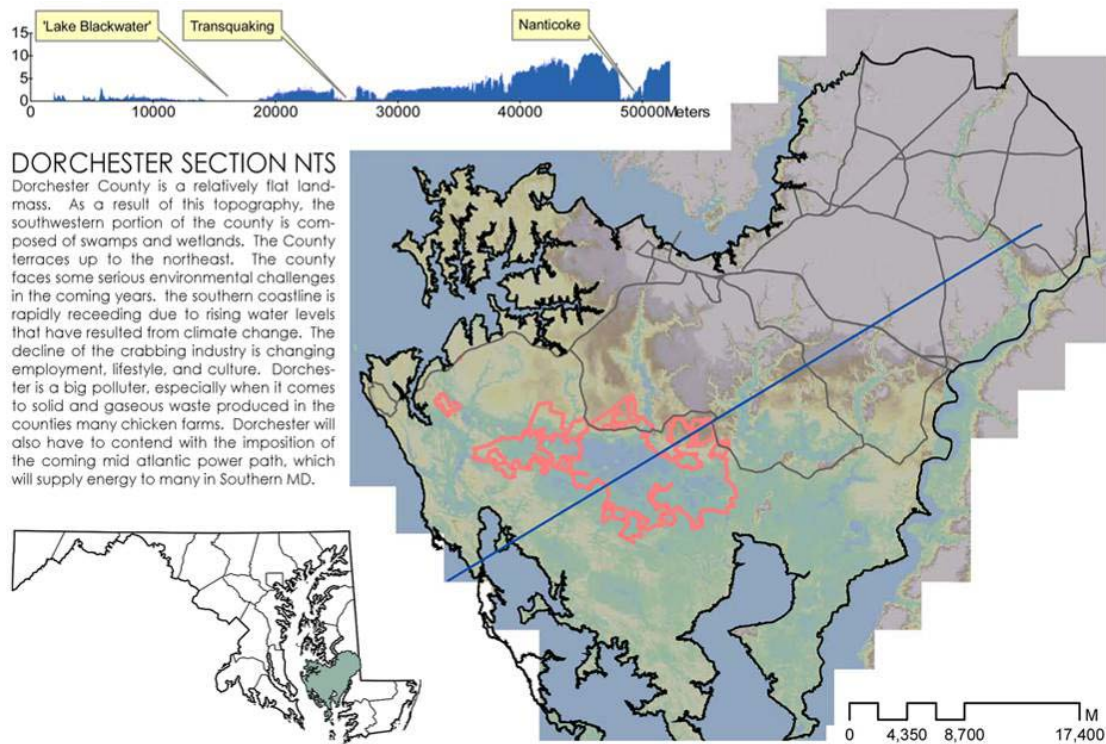 'Lake Blackwater'
Transquaking
Nanticoke
15
10
5
0
0
10000
20000
30000
40000
50000Meters
DORCHESTER SECTION NTS
Dorchester County is a relatively flat land-
mass. As a result of this topography, the
southwestern portion of the county is com-
posed of swamps and wetlands. The County
terraces up to the northeast. The county
faces some serious environmental challenges
in the coming years. the southern coastline is
rapidly receeding due to rising water levels
that have resulted from climate change. The
decline of the crabbing industry is changing
employment, lifestyle, and culture. Dorches-
ter is a big polluter, especially when it comes
to solid and gaseous waste produced in the
counties many chicken farms. Dorchester will
also have to contend with the imposition of
the coming mid atlantic power path, which
will supply energy to many in Southern MD.
M
0
4,350
8,700
17,400